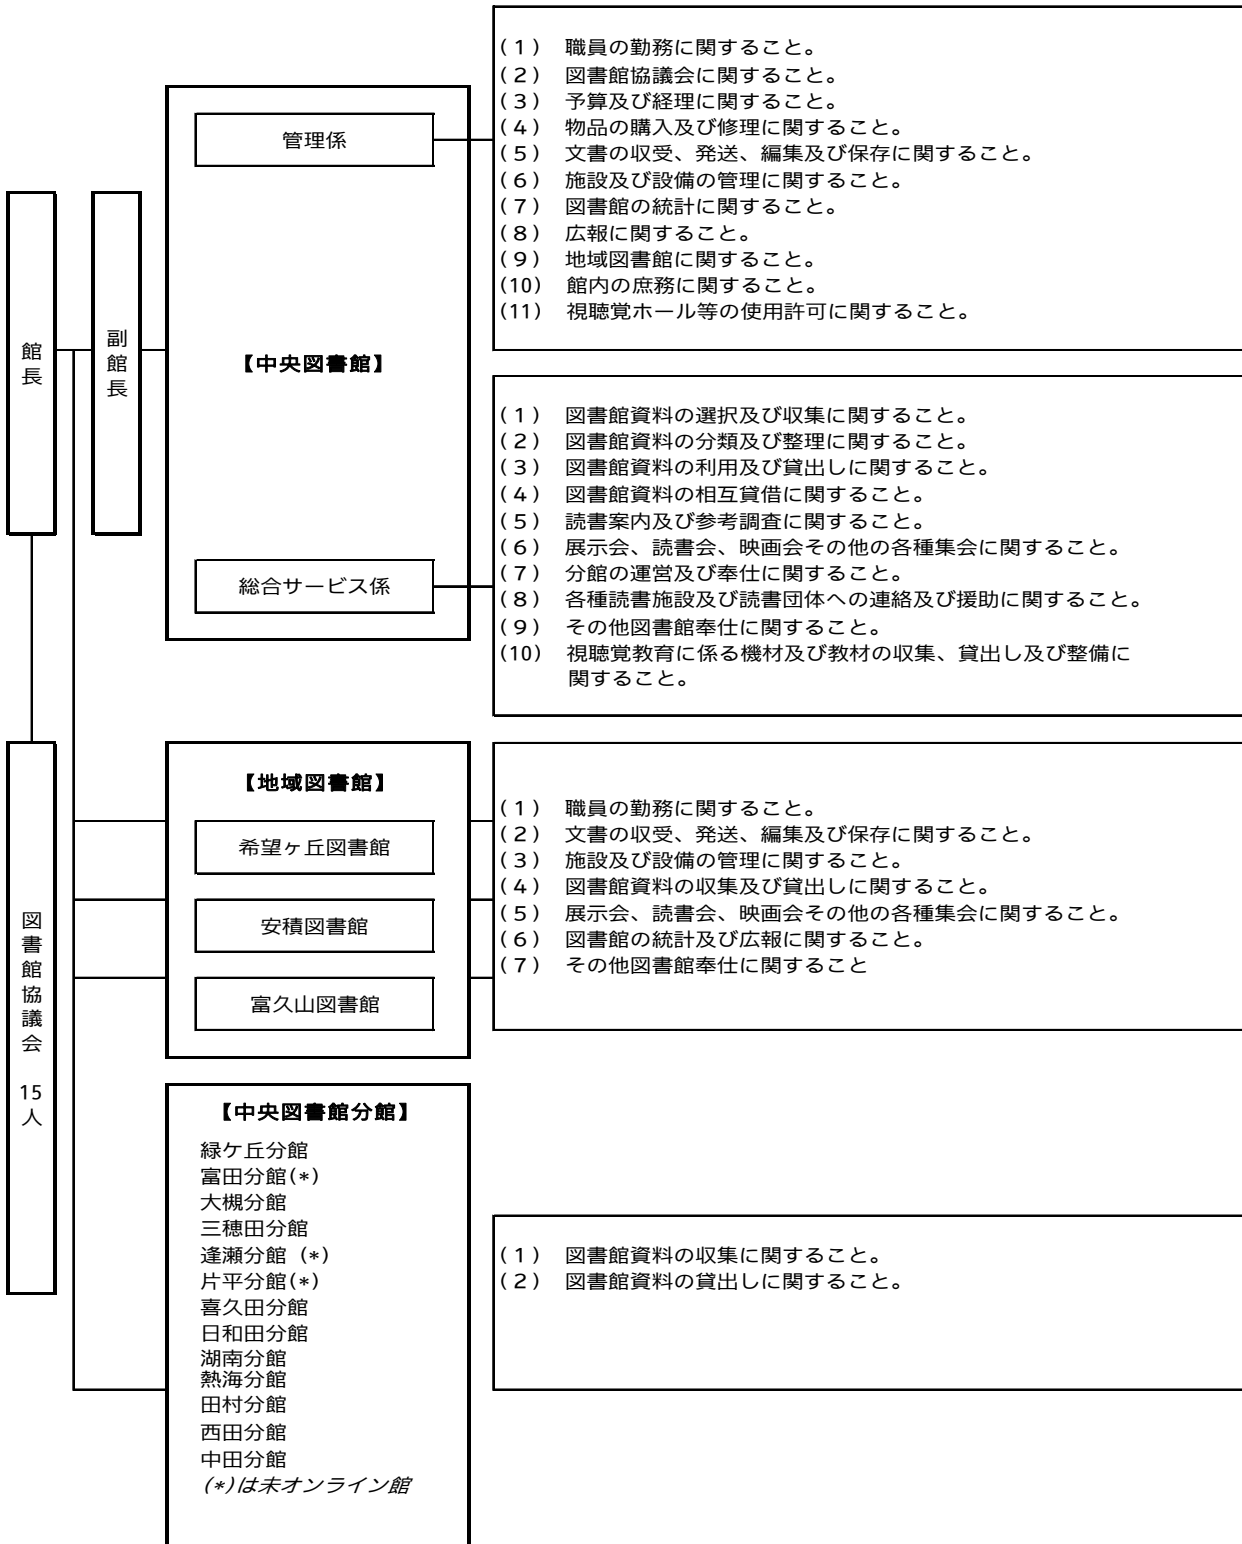 館長
副館長
図書館協議会 15人
【中央図書館】
管理係
(1) 職員の勤務に関すること。
(2) 図書館協議会に関すること。
(3) 予算及び経理に関すること。
(4) 物品の購入及び修理に関すること。
(5) 文書の収受、発送、編集及び保存に関すること。
(6) 施設及び設備の管理に関すること。
(7) 図書館の統計に関すること。
(8) 広報に関すること。
(9) 地域図書館に関すること。
(10) 館内の庶務に関すること。
(11) 視聴覚ホール等の使用許可に関すること。
総合サービス係
(1) 図書館資料の選択及び収集に関すること。
(2) 図書館資料の分類及び整理に関すること。
(3) 図書館資料の利用及び貸出しに関すること。
(4) 図書館資料の相互貸借に関すること。
(5) 読書案内及び参考調査に関すること。
(6) 展示会、読書会、映画会その他の各種集会に関すること。
(7) 分館の運営及び奉仕に関すること。
(8) 各種読書施設及び読書団体への連絡及び援助に関すること。
(9) その他図書館奉仕に関すること。
(10) 視聴覚教育に係る機材及び教材の収集、貸出し及び整備に
関すること。
【地域図書館】
希望ヶ丘図書館
安積図書館
富久山図書館
(1) 職員の勤務に関すること。
(2) 文書の収受、発送、編集及び保存に関すること。
(3) 施設及び設備の管理に関すること。
(4) 図書館資料の収集及び貸出しに関すること。
(5) 展示会、読書会、映画会その他の各種集会に関すること。
(6) 図書館の統計及び広報に関すること。
(7) その他図書館奉仕に関すること
【中央図書館分館】
緑ケ丘分館
富田分館(*)
大槻分館
三穂田分館
逢瀬分館 (*)
片平分館(*)
喜久田分館
日和田分館
湖南分館
熱海分館
田村分館
西田分館
中田分館
(*)は未オンライン館
(1) 図書館資料の収集に関すること。
(2) 図書館資料の貸出しに関すること。